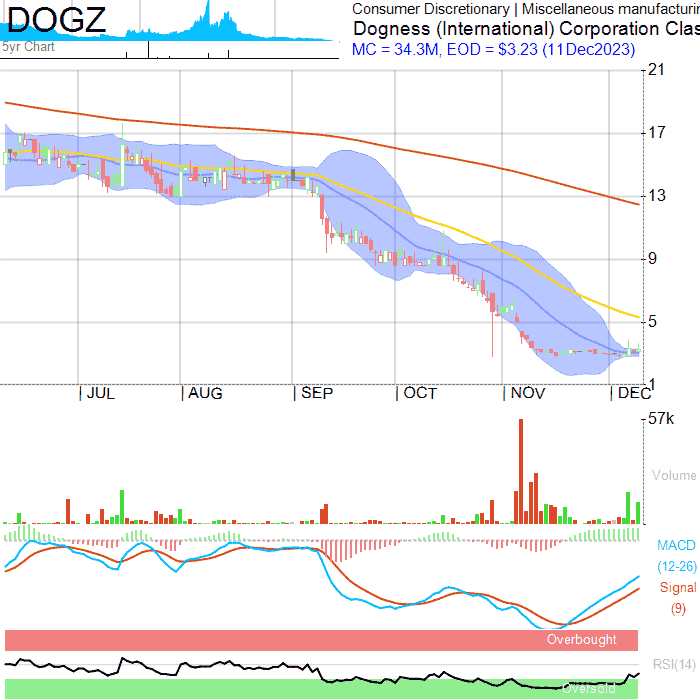 DOGZ
5yr Chart
Consumer Discretionary | Miscellaneous manufacturin
Dogness (International) Corporation Clas
MC = 34.3M, EOD = $3.23 (11Dec2023)
21
17
13
9
5
1
JUL AUG SEP OCT NOV DEC
57k
Volume
MACD
(12-26)
Signal
(9)
Overbought
RSI(14)
Oversold